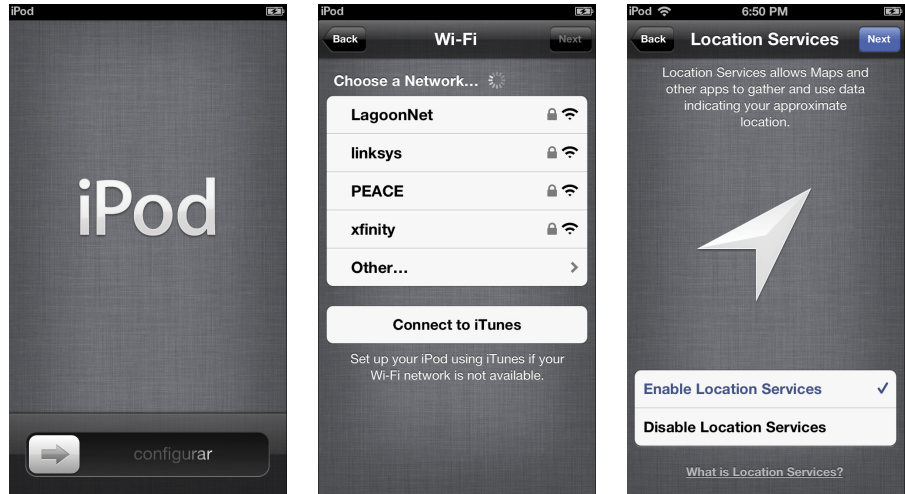 iPod
iPod
configurar
iPod
Back
Wi-Fi
Next
Choose a Network...
LagoonNet
linksys
PEACE
xfinity
Other...
Connect to iTunes
Set up your iPod using iTunes if your
Wi-Fi network is not available.
iPod 6:50 PM
Back
Location Services
Next
Location Services allows Maps and
other apps to gather and use data
indicating your approximate
location.
Enable Location Services
Disable Location Services
What is Location Services?